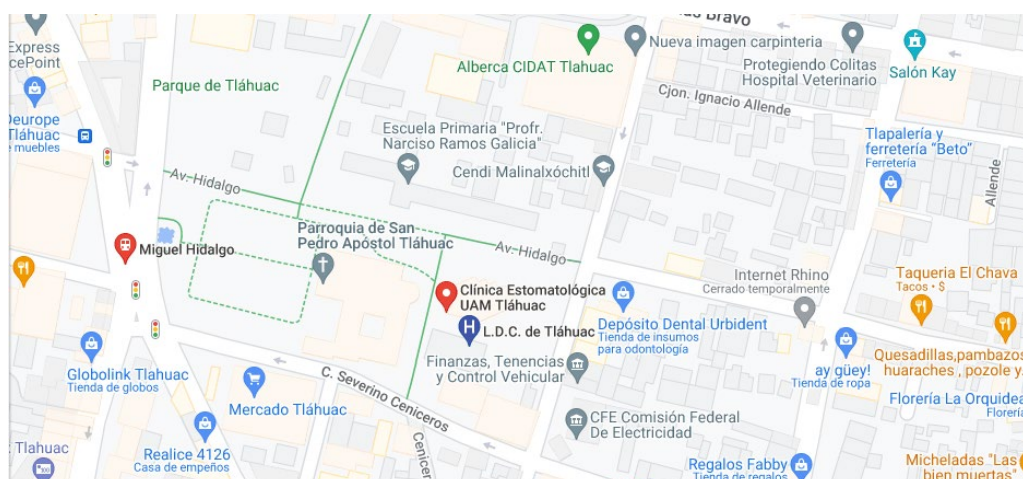 Bravo
Nueva imagen carpinteria
Express
Alberca CIDAT Tlahuac
Protegiendo Colitas
Hospital Veterinario
Salón Kay
Parque de Tláhuac
Cjon. Ignacio Allende
Deurope
Tláhuac
muebles
Escuela Primaria "Profr.
Narciso Ramos Galicia"
Cendi Malinalxóchitl
Tlapalería y
ferretería “Beto”
Ferretería
Allende
Av. Hidalgo
Parroquia de San
Pedro Apóstol Tláhuac
Av. Hidalgo
Miguel Hidalgo
Internet Rhino
Cerrado temporalmente
Taqueria El Chava
Tacos • $
Clínica Estomatológica
UAM Tláhuac
L.D.C. de Tláhuac
Depósito Dental Urbident
Tienda de insumos
para odontología
Finanzas, Tenencias
y Control Vehicular
Quesadillas,pambazos
huaraches , pozole y
Globolink Tlahuac
Tienda de globos
C. Severino Ceniceros
ay güey!
Tienda de ropa
Mercado Tláhuac
Florería La Orquidea
CFE Comisión Federal
De Electricidad
Tlahuac
Realice 4126
Casa de empeños
Regalos Fabby
Tienda de regalos
Micheladas "Las
bien muertas"